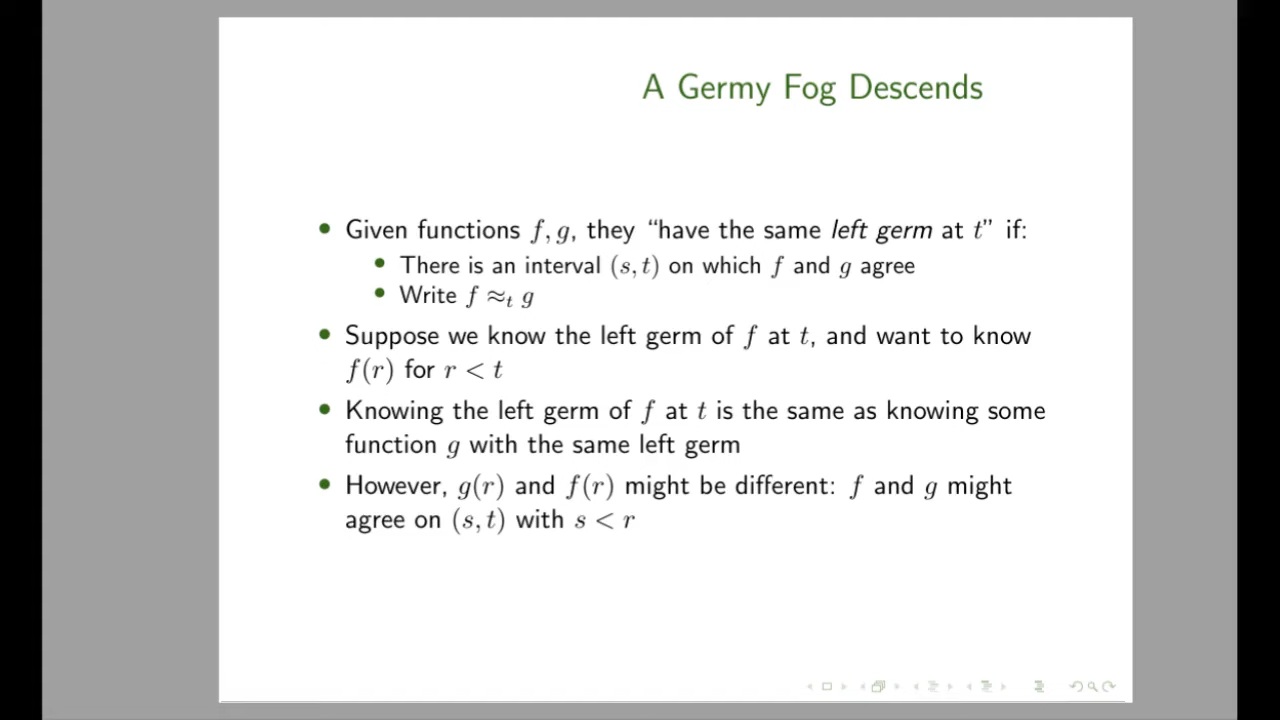 A Germy Fog Descends
• Given functions f, g, they “have the same left germ at t” if:
• There is an interval (s, t) on which f and g agree
• Write f ≈ₜ g
• Suppose we know the left germ of f at t, and want to know
f(r) for r < t
• Knowing the left germ of f at t is the same as knowing some
function g with the same left germ
• However, g(r) and f(r) might be different: f and g might
agree on (s, t) with s < r